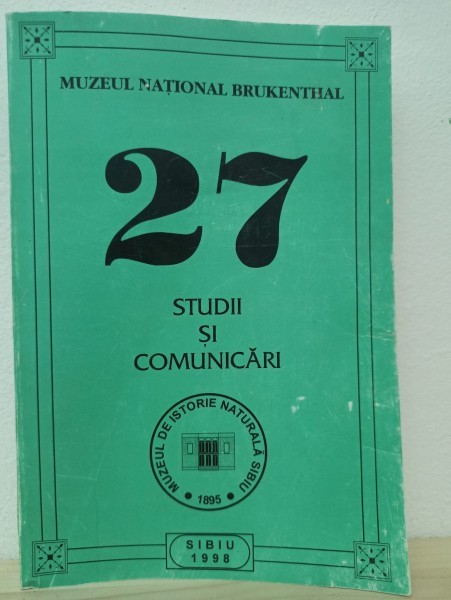 MUZEUL NAȚIONAL BRUKENTHAL
27
STUDII
ȘI
COMUNICĂRI
MUZEUL DE ISTORIE NATURALĂ SIBIU
• 1895 •
SIBIU
1998